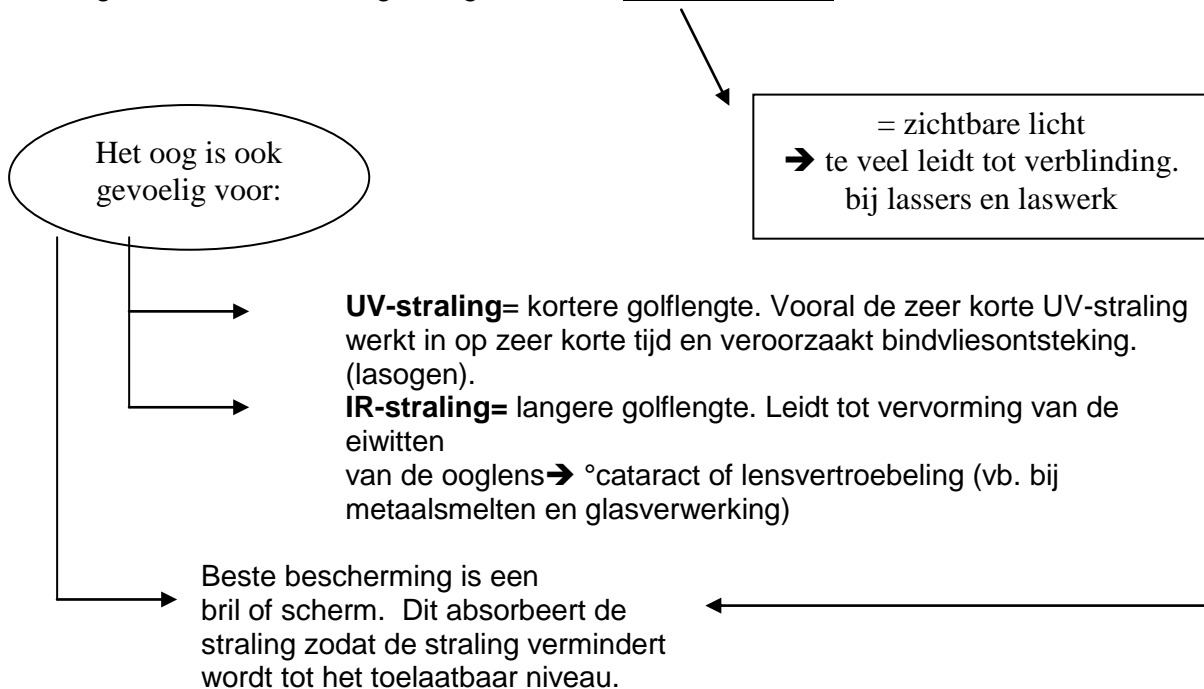 = zichtbare licht
➔ te veel leidt tot verblinding.
bij lassers en laswerk
Het oog is ook
gevoelig voor:
UV-straling= kortere golflengte. Vooral de zeer korte UV-straling
werkt in op zeer korte tijd en veroorzaakt bindvliesontsteking.
(lasogen).
IR-straling= langere golflengte. Leidt tot vervorming van de
eiwitten
van de ooglens➔ °cataract of lensvertroebeling (vb. bij
metaalsmelten en glasverwerking)
Beste bescherming is een
bril of scherm. Dit absorbeert de
straling zodat de straling vermindert
wordt tot het toelaatbaar niveau.